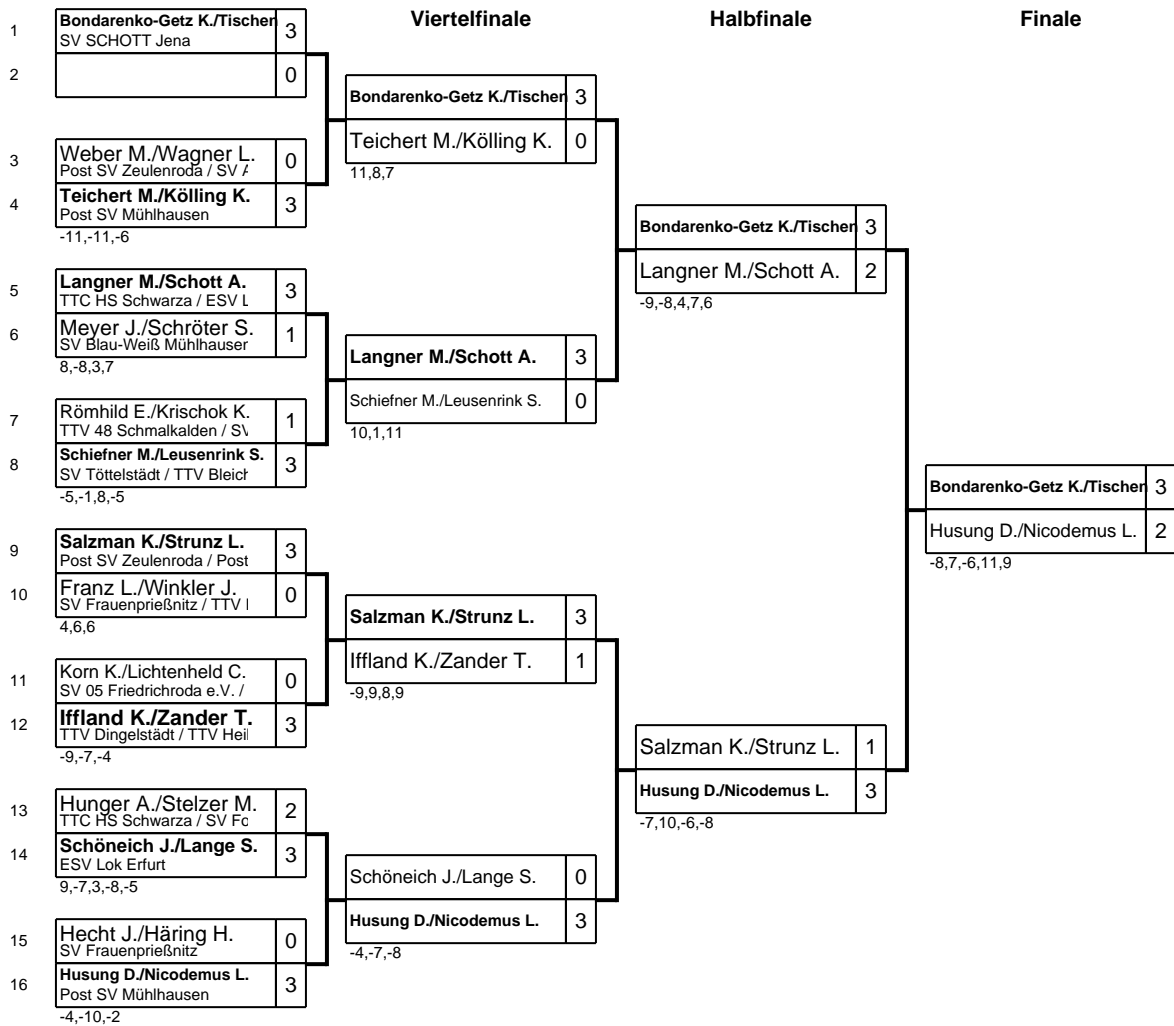 Viertelfinale
Halbfinale
Finale
1
Bondarenko-Getz K./Tischen
3
SV SCHOTT Jena
2
0
3
Weber M./Wagner L.
0
Post SV Zeulenroda / SV A
4
Teichert M./Kölling K.
3
Post SV Mühlhausen
-11,-11,-6
5
Langner M./Schott A.
3
TTC HS Schwarza / ESV L
6
Meyer J./Schröter S.
1
SV Blau-Weiß Mühlhausen
8,-8,3,7
7
Römhild E./Krischok K.
1
TTV 48 Schmalkalden / SV
8
Schiefner M./Leusenrink S.
3
SV Töttelstädt / TTV Bleich
-5,-1,8,-5
9
Salzman K./Strunz L.
3
Post SV Zeulenroda / Post
10
Franz L./Winkler J.
0
SV Frauenprießnitz / TTV
4,6,6
11
Korn K./Lichtenheld C.
0
SV 05 Friedrichroda e.V. /
12
Iffland K./Zander T.
3
TTV Dingelstädt / TTV Heil
-9,-7,-4
13
Hunger A./Stelzer M.
2
TTC HS Schwarza / SV Fo
14
Schöneich J./Lange S.
3
ESV Lok Erfurt
9,-7,3,-8,-5
15
Hecht J./Häring H.
0
SV Frauenprießnitz
16
Husung D./Nicodemus L.
3
Post SV Mühlhausen
-4,-10,-2
Bondarenko-Getz K./Tischen
3
Teichert M./Kölling K.
0
11,8,7
Langner M./Schott A.
3
Schiefner M./Leusenrink S.
0
10,1,11
Salzman K./Strunz L.
3
Iffland K./Zander T.
1
-9,9,8,9
Schöneich J./Lange S.
0
Husung D./Nicodemus L.
3
-4,-7,-8
Bondarenko-Getz K./Tischen
3
Langner M./Schott A.
2
-9,-8,4,7,6
Salzman K./Strunz L.
1
Husung D./Nicodemus L.
3
-7,10,-6,-8
Bondarenko-Getz K./Tischen
3
Husung D./Nicodemus L.
2
-8,7,-6,11,9